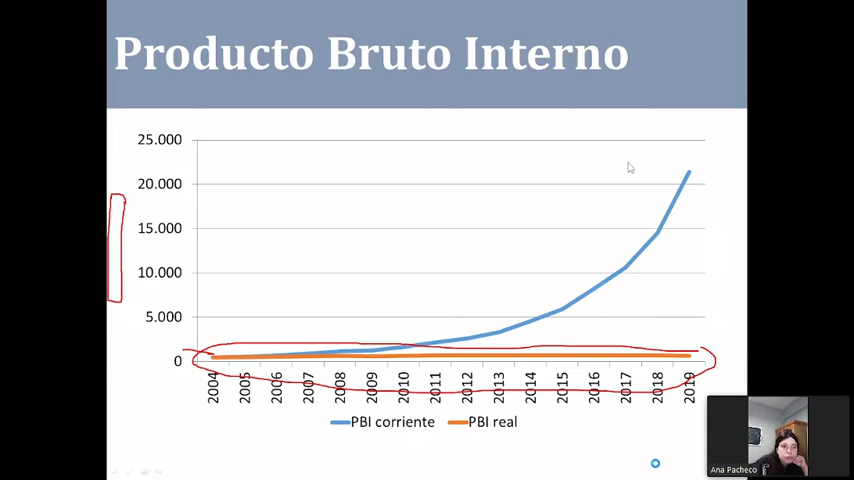 Producto Bruto Interno
25.000
20.000
15.000
10.000
5.000
0
2004 2005 2006 2007 2008 2009 2010 2011 2012 2013 2014 2015 2016 2017 2018 2019
PBI corriente PBI real
Ana Pacheco